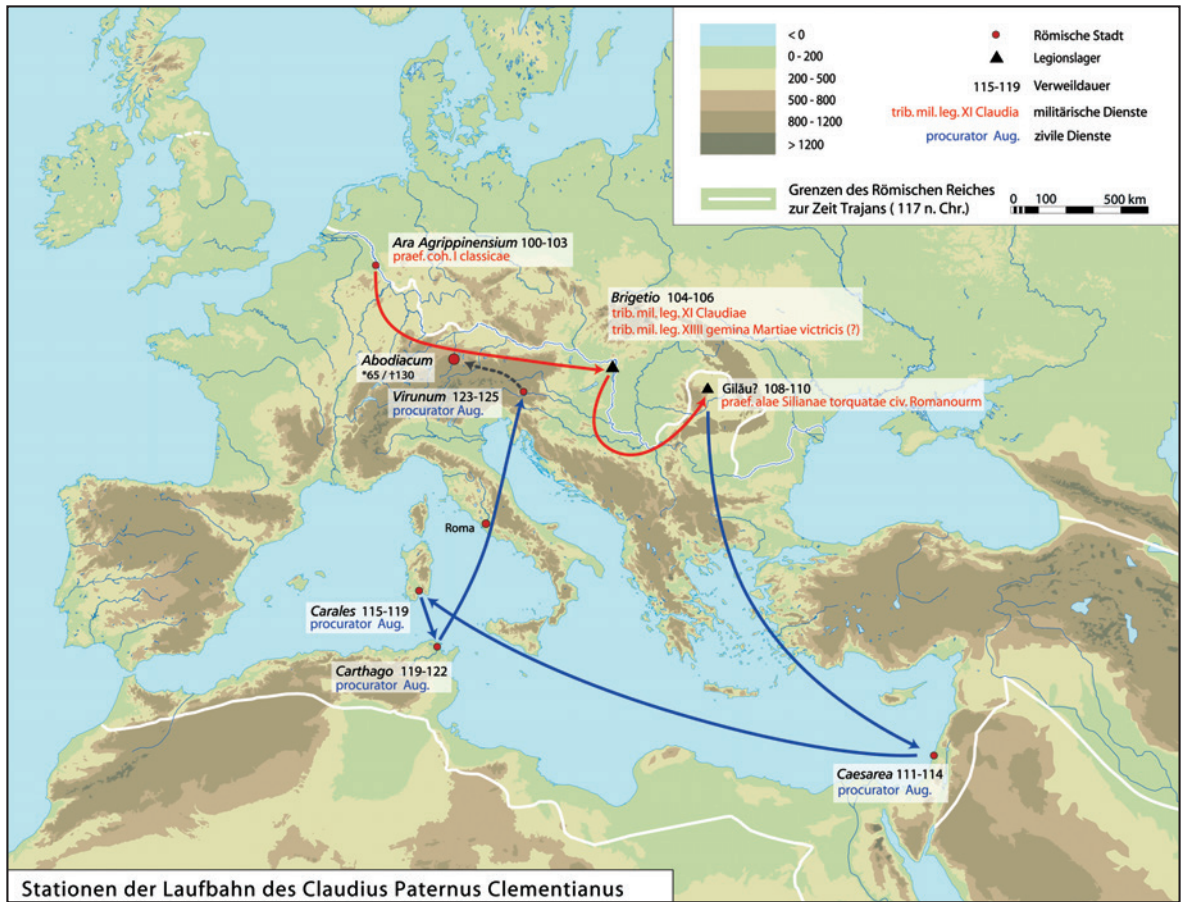 < 0
0 - 200
200 - 500
500 - 800
800 - 1200
> 1200
Römische Stadt
Legionslager
115-119 Verweildauer
trib. mil. leg. XI Claudia militärische Dienste
procurator Aug. zivile Dienste
Grenzen des Römischen Reiches
zur Zeit Trajans ( 117 n. Chr.)
0 100 500 km
Ara Agrippinensium 100-103
praef. coh. I classicae
Brigetio 104-106
trib. mil. leg. XI Claudiae
trib. mil. leg. XIIII gemina Martiae victricis (?)
Abodiacum
*65 / †130
Virunum 123-125
procurator Aug.
Gilău? 108-110
praef. alae Silianae torquatae civ. Romanourm
Roma
Carales 115-119
procurator Aug.
Carthago 119-122
procurator Aug.
Caesarea 111-114
procurator Aug.
Stationen der Laufbahn des Claudius Paternus Clementianus